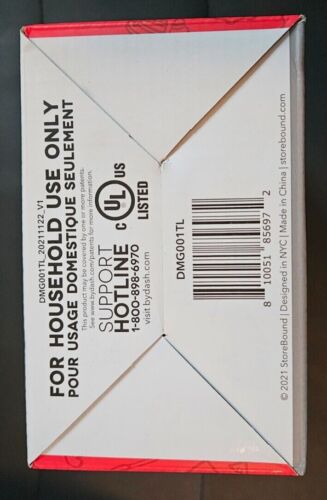 DMG001TL_20211122_V1
FOR HOUSEHOLD USE ONLY
POUR USAGE DOMESTIQUE SEULEMENT
This product may be covered by one or more patents.
See www.bydash.com/patents for more information.
SUPPORT
HOTLINE
1-800-898-6970
visit bydash.com
C UL US
LISTED
DMG001TL
8 10051 85697 2
© 2021 StoreBound | Designed in NYC | Made in China | storebound.com